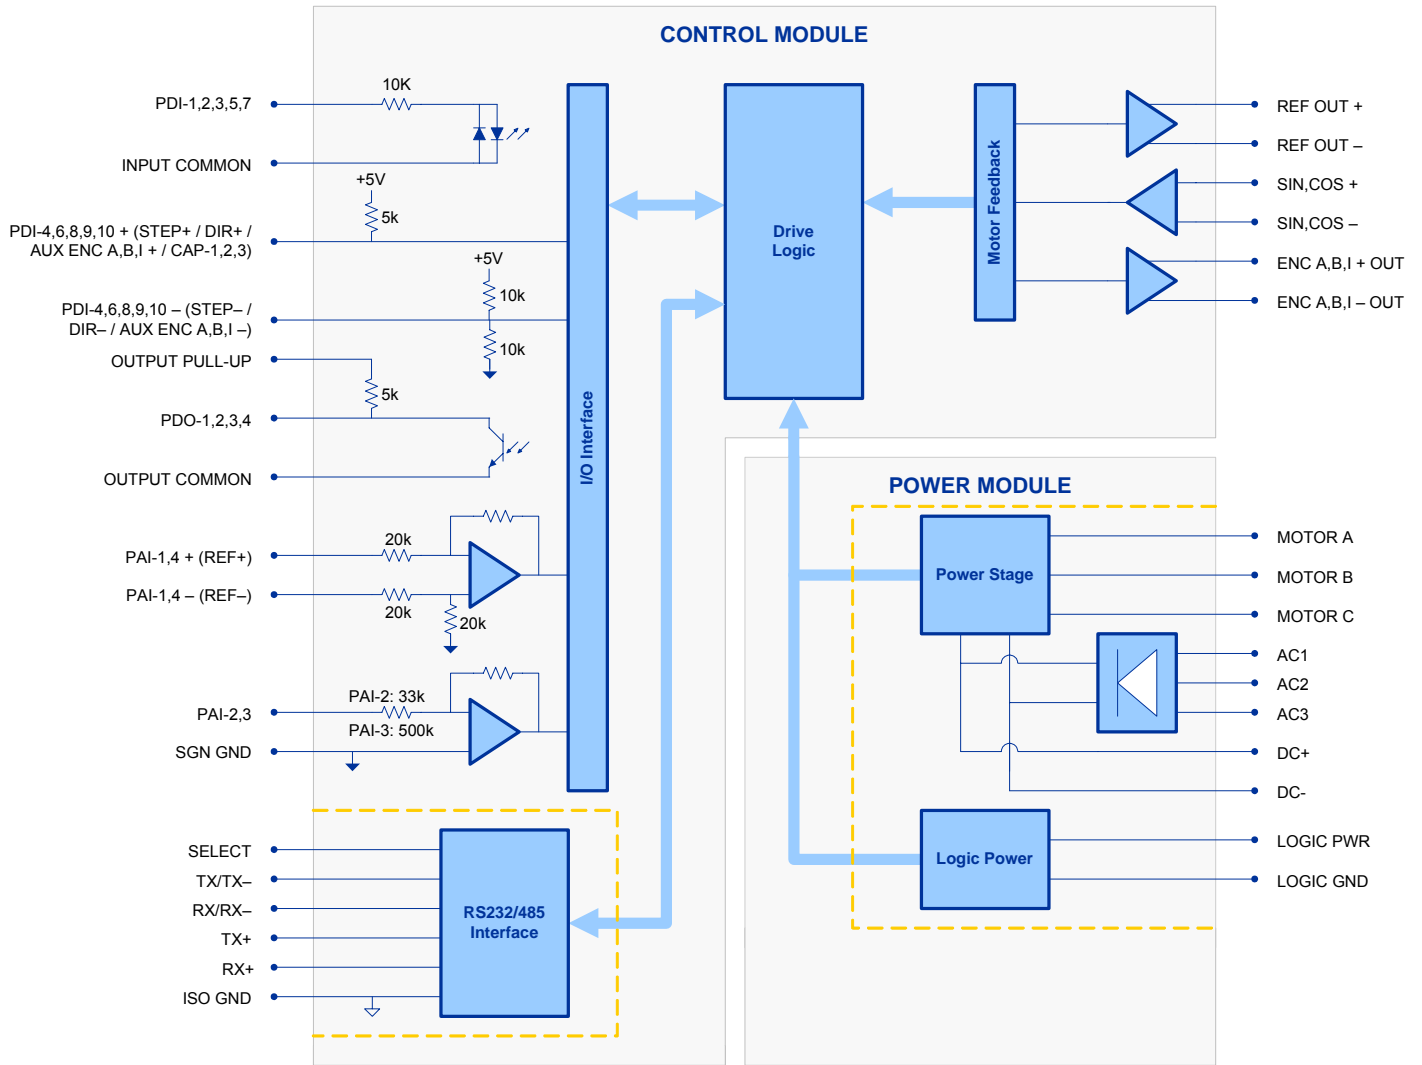 CONTROL MODULE
PDI-1,2,3,5,7
10K
INPUT COMMON
+5V
5k
PDI-4,6,8,9,10 + (STEP+ / DIR+ /
AUX ENC A,B,I + / CAP-1,2,3)
+5V
10k
PDI-4,6,8,9,10 – (STEP– /
DIR– / AUX ENC A,B,I –)
10k
OUTPUT PULL-UP
5k
PDO-1,2,3,4
OUTPUT COMMON
PAI-1,4 + (REF+)
20k
PAI-1,4 – (REF–)
20k
20k
PAI-2: 33k
PAI-2,3
PAI-3: 500k
SGN GND
I/O Interface
SELECT
TX/TX–
RX/RX–
TX+
RX+
ISO GND
RS232/485
Interface
Drive
Logic
Motor Feedback
REF OUT +
REF OUT –
SIN,COS +
SIN,COS –
ENC A,B,I + OUT
ENC A,B,I – OUT
POWER MODULE
Power Stage
MOTOR A
MOTOR B
MOTOR C
AC1
AC2
AC3
DC+
DC-
Logic Power
LOGIC PWR
LOGIC GND